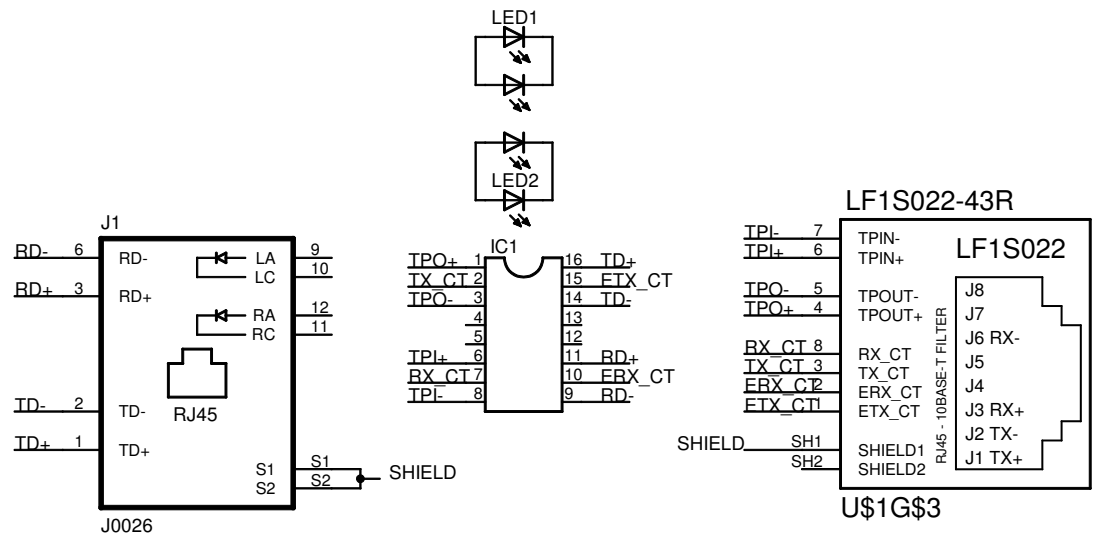 LED1
LED2
J1
RD- 6 RD- LA 9
LC 10
RD+ 3 RD+
RA 12
RC 11
RJ45
TD- 2 TD-
TD+ 1 TD+
S1 S1
S2 S2
SHIELD
J0026
IC1
TPO+ 1 16 TD+
TX_CT 2 15 ETX_CT
TPO- 3 14 TD-
4 13
5 12
TPI+ 6 11 RD+
RX_CT 7 10 ERX_CT
TPI- 8 9 RD-
LF1S022-43R
LF1S022
TPI- 7 TPIN-
TPI+ 6 TPIN+
TPO- 5 TPOUT-
TPO+ 4 TPOUT+
RX_CT 8 RX_CT
TX_CT 3 TX_CT
ERX_CT 2 ERX_CT
ETX_CT 1 ETX_CT
SHIELD SH1 SHIELD1
SH2 SHIELD2
RJ45 - 10BASE-T FILTER
J8
J7
J6 RX-
J5
J4
J3 RX+
J2 TX-
J1 TX+
U$1G$3